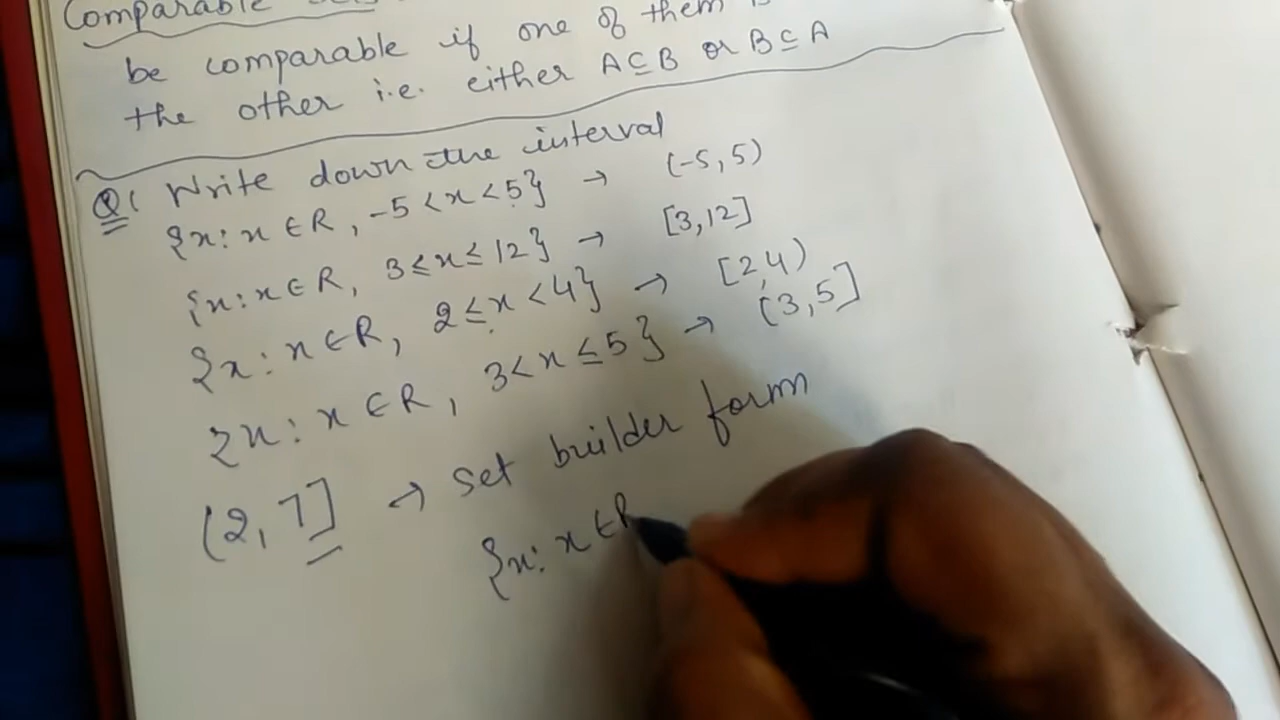 Comparable
be comparable if one of them
the other i.e. either A⊆B or B⊆A
Q: Write down the interval
{x: x ∈ R, -5 < x < 5} → (-5, 5)
{x: x ∈ R, 3 ≤ x ≤ 12} → [3, 12]
{x: x ∈ R, 2 ≤ x < 4} → [2, 4)
{x: x ∈ R, 3 < x ≤ 5} → (3, 5]
(2, 7] → set builder form
{x: x ∈ R